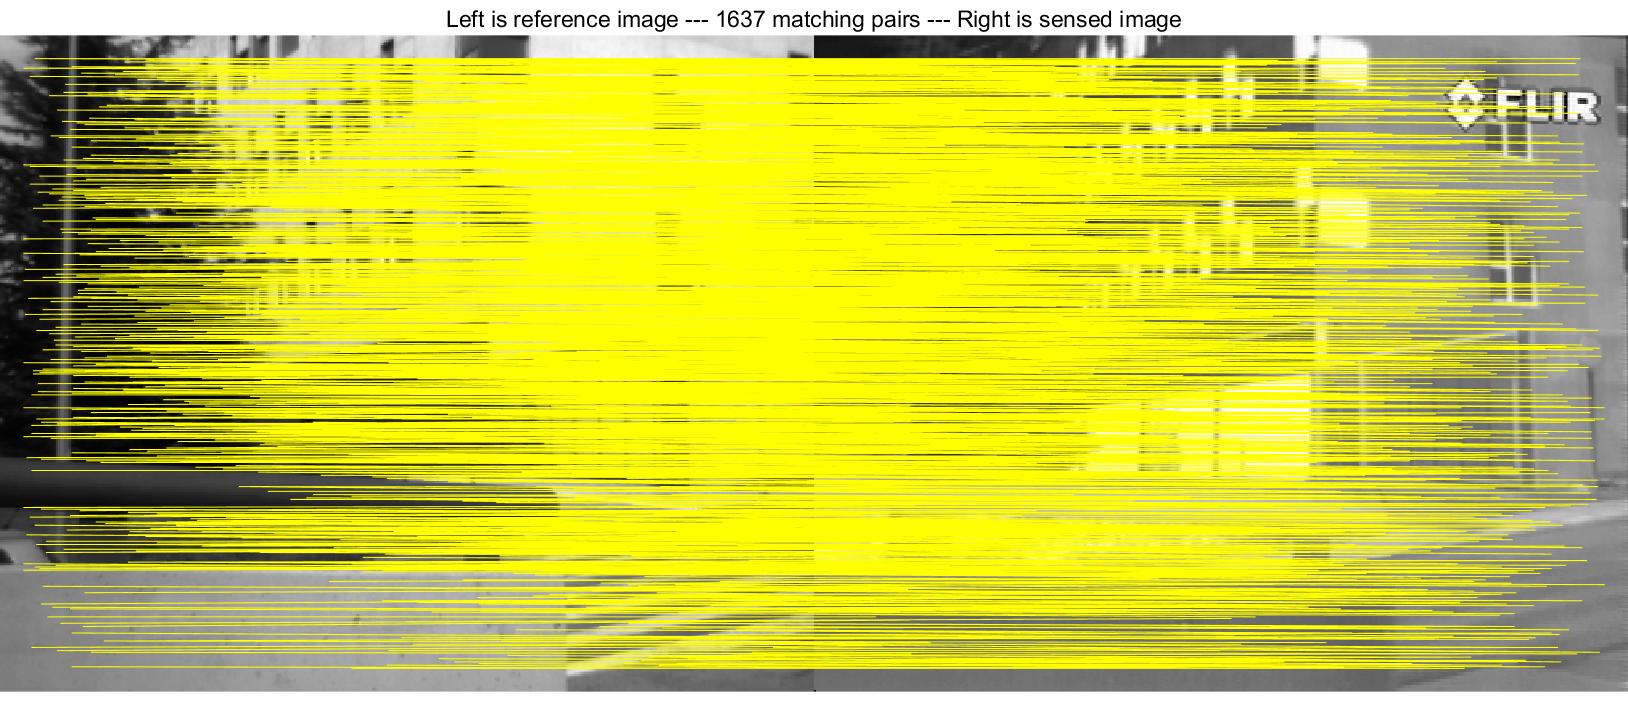 Left is reference image --- 1637 matching pairs --- Right is sensed image
FLIR